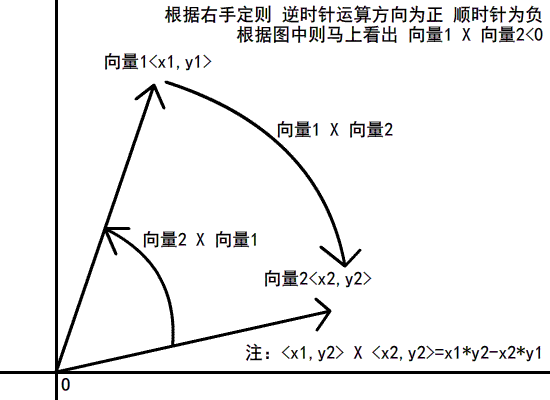 根据右手定则 逆时针运算方向为正 顺时针为负
根据图中则马上看出 向量1 X 向量2<0
向量1<x1,y1>
向量1 X 向量2
向量2 X 向量1
向量2<x2,y2>
注：<x1,y2> X <x2,y2>=x1*y2-x2*y1
0